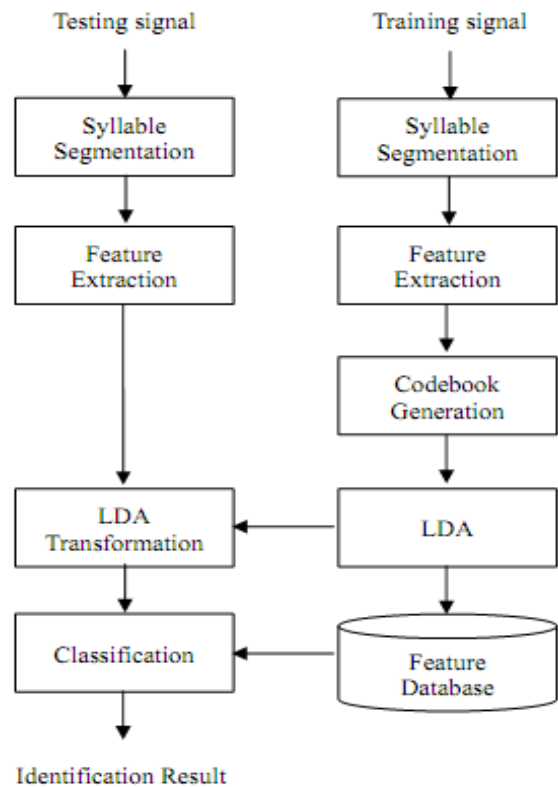 Testing signal
Training signal
Syllable
Segmentation
Syllable
Segmentation
Feature
Extraction
Feature
Extraction
Codebook
Generation
LDA
Transformation
LDA
Classification
Feature
Database
Identification Result